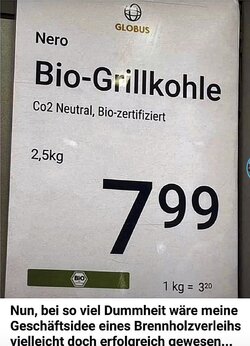 GLOBUS
Nero
Bio-Grillkohle
Co2 Neutral, Bio-zertifiziert
2,5kg
7 99
BIO
1 kg = 3 20
Nun, bei so viel Dummheit wäre meine
Geschäftsidee eines Brennholzverleihs
vielleicht doch erfolgreich gewesen...